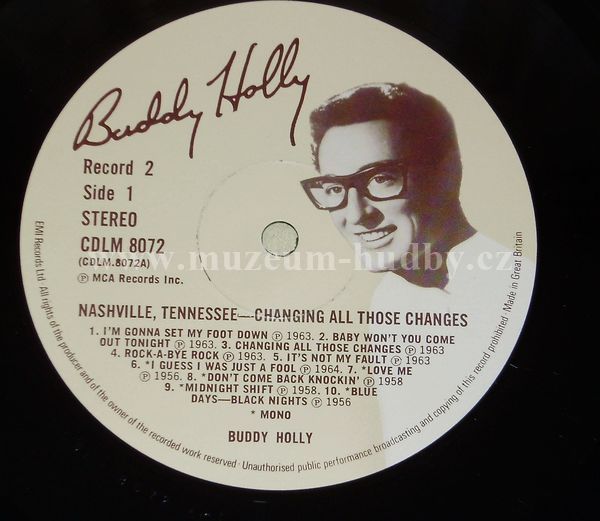 Buddy Holly
Record 2
Side 1
STEREO
CDLM 8072
(CDLM.8072A)
℗ MCA Records Inc.
www.muzeum-hudby.cz
NASHVILLE, TENNESSEE—CHANGING ALL THOSE CHANGES
1. I'M GONNA SET MY FOOT DOWN ℗ 1963. 2. BABY WON'T YOU COME
OUT TONIGHT ℗ 1963. 3. CHANGING ALL THOSE CHANGES ℗ 1963
4. ROCK-A-BYE ROCK ℗ 1963. 5. IT'S NOT MY FAULT ℗ 1963
6. *I GUESS I WAS JUST A FOOL ℗ 1964. 7. *LOVE ME
℗ 1956. 8. *DON'T COME BACK KNOCKIN' ℗ 1958
9. *MIDNIGHT SHIFT ℗ 1958. 10. *BLUE
DAYS—BLACK NIGHTS ℗ 1956
* MONO
BUDDY HOLLY
EMI Records Ltd. All rights of the producer and of the owner of the recorded work reserved · Unauthorised public performance broadcasting and copying of this record prohibited · Made in Great Britain